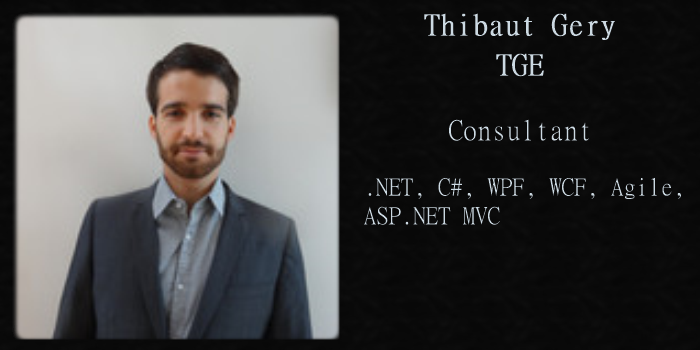 Thibaut Gery
TGE
Consultant
.NET, C#, WPF, WCF, Agile,
ASP.NET MVC